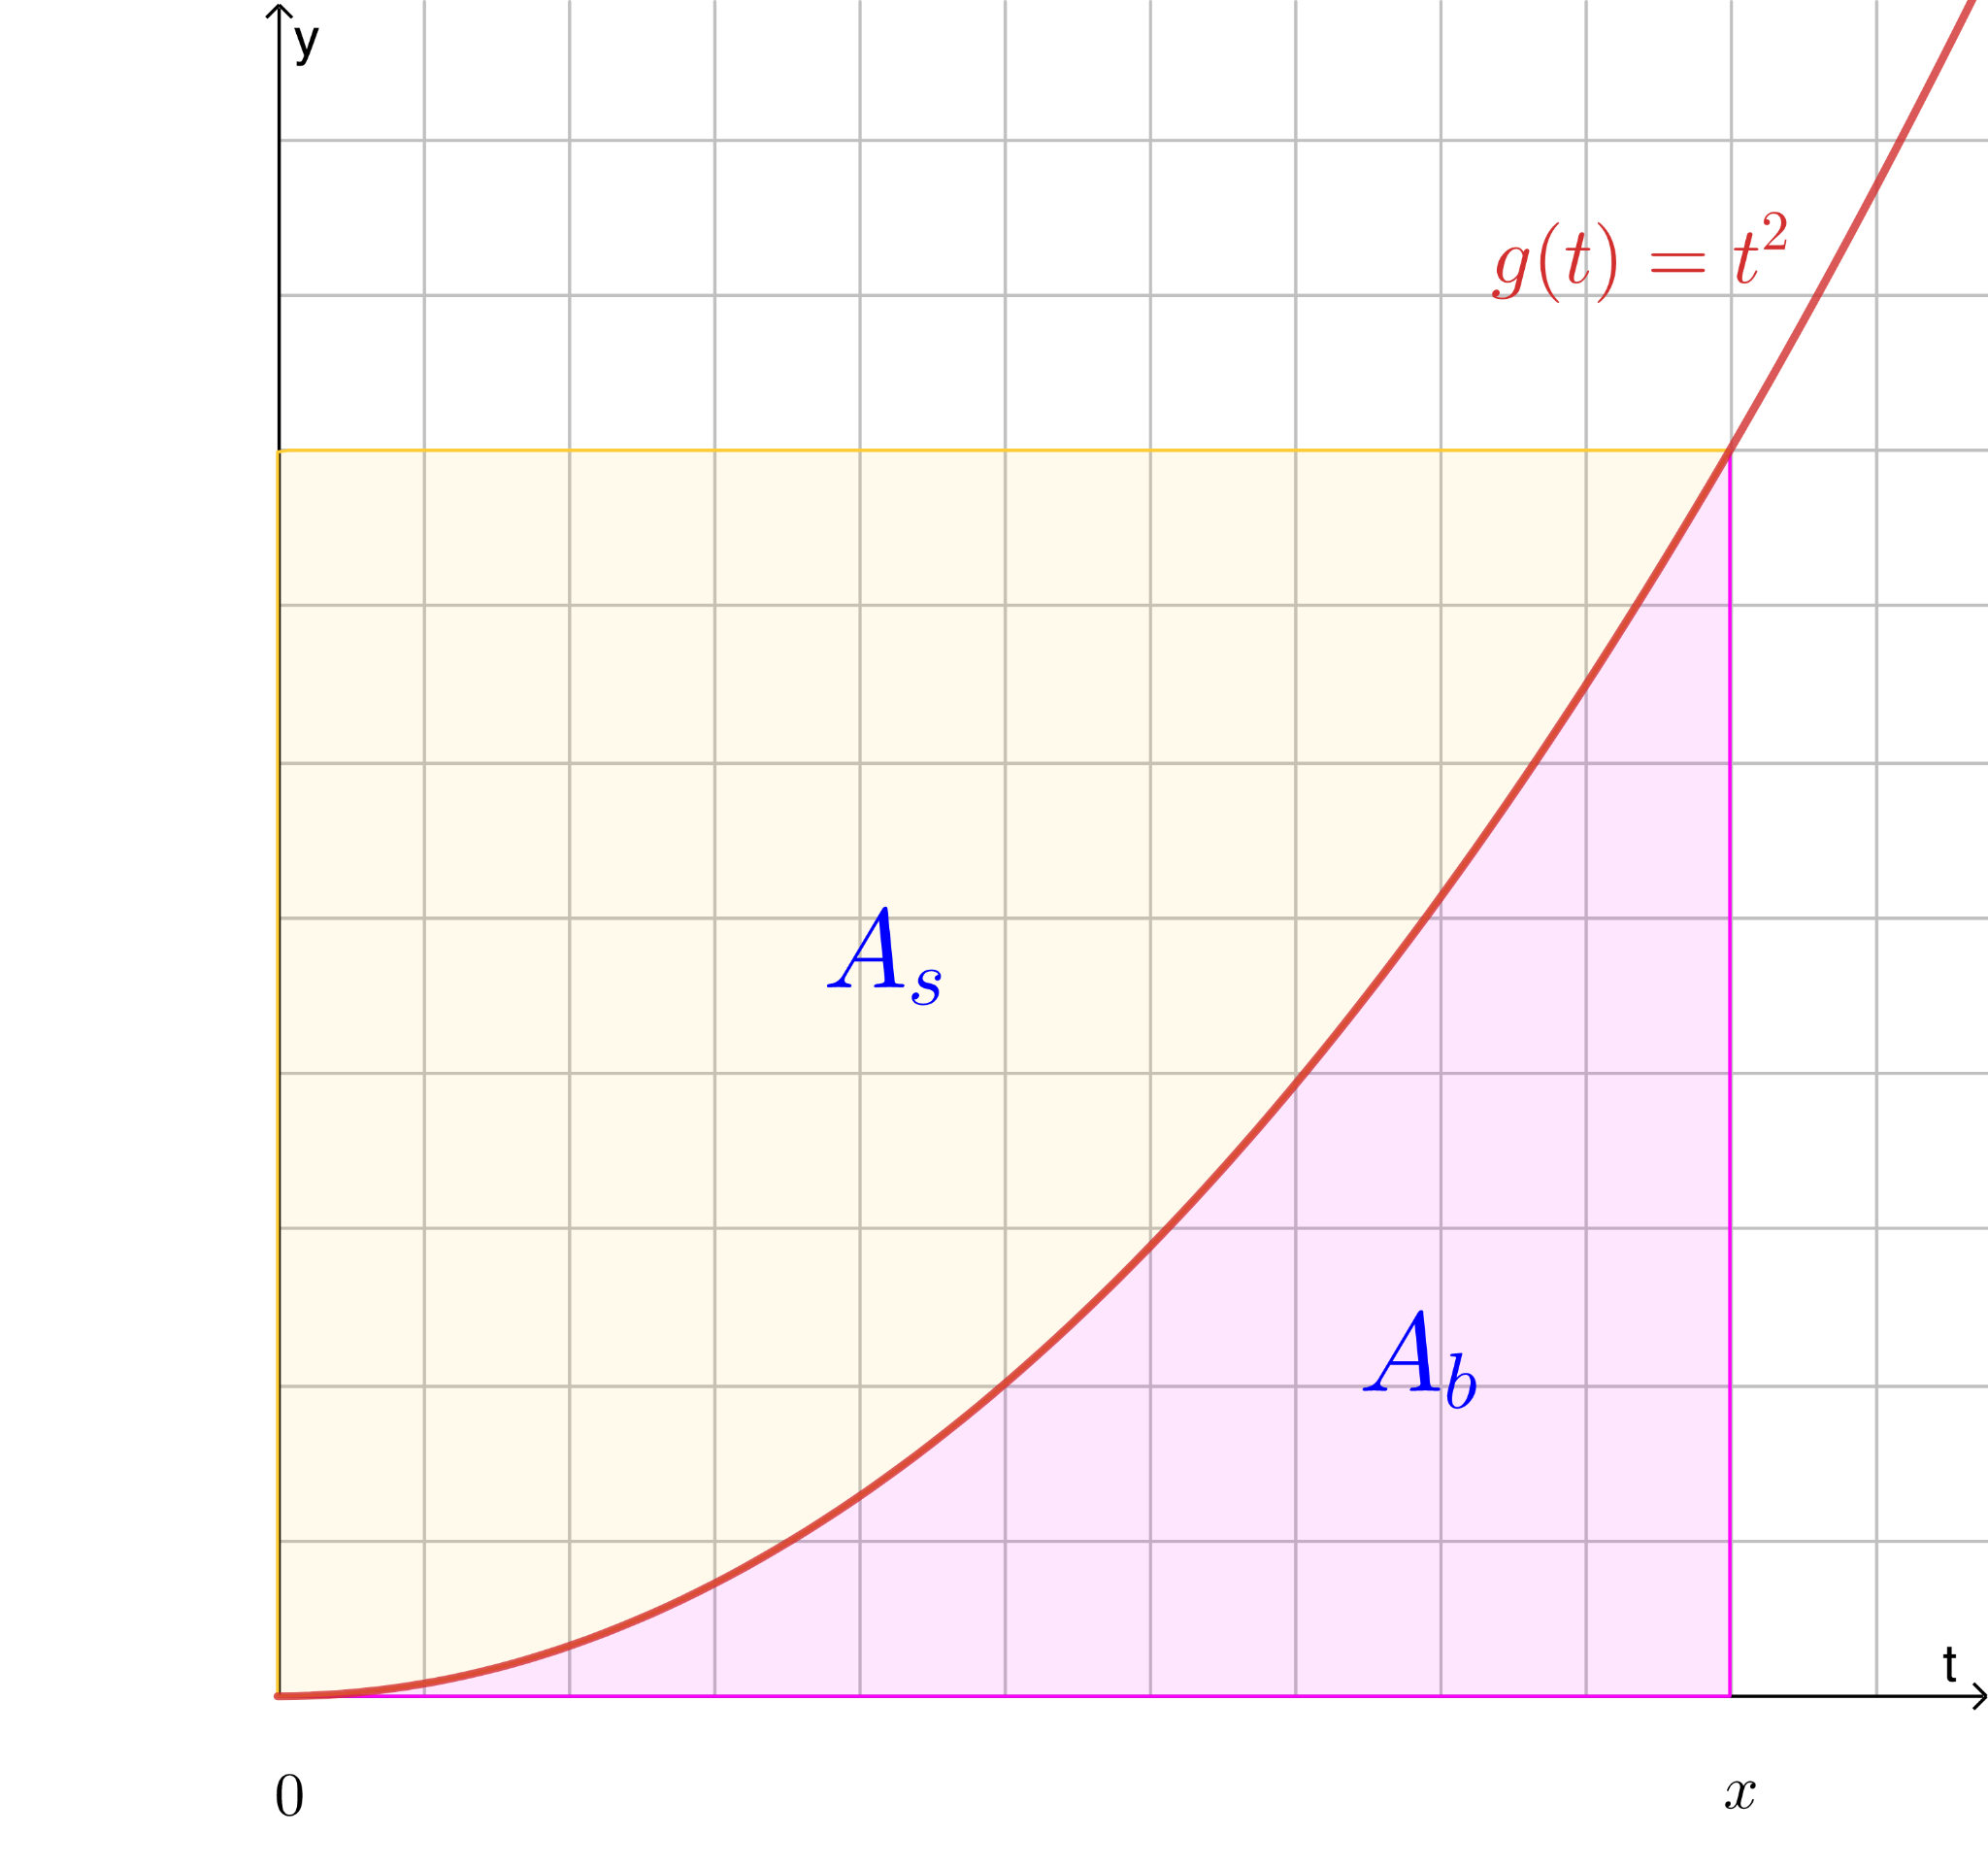 y
g(t) = t²
A_s
A_b
t
0
x